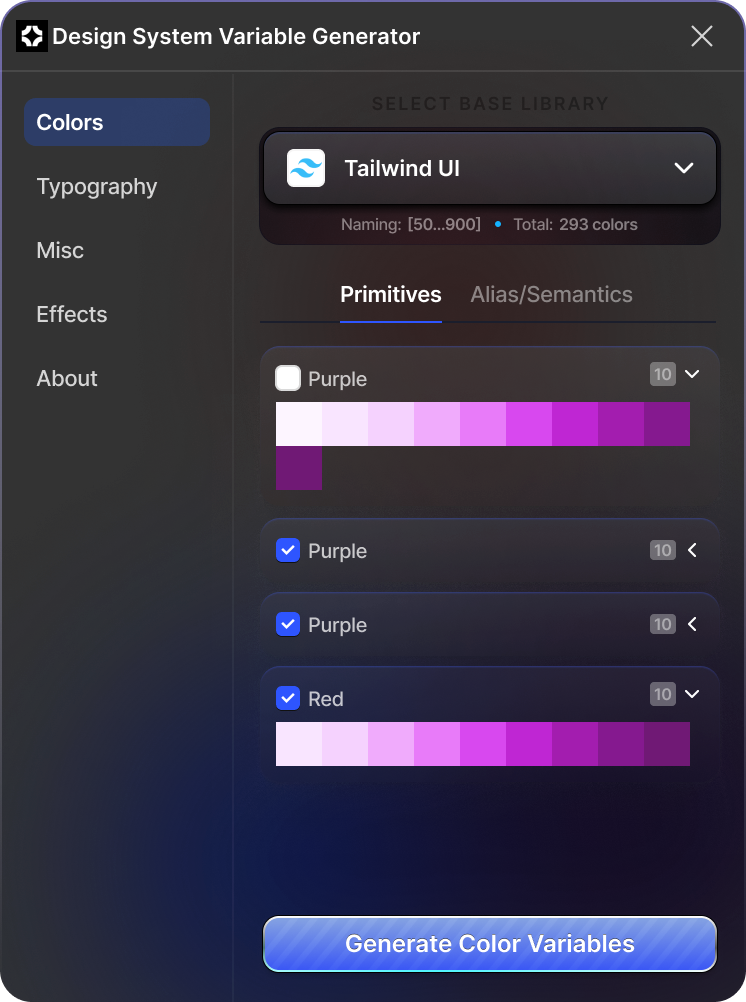 Design System Variable Generator
Colors
Typography
Misc
Effects
About
SELECT BASE LIBRARY
Tailwind UI
Naming: [50...900] • Total: 293 colors
Primitives Alias/Semantics
Purple 10
Purple 10
Purple 10
Red 10
Generate Color Variables